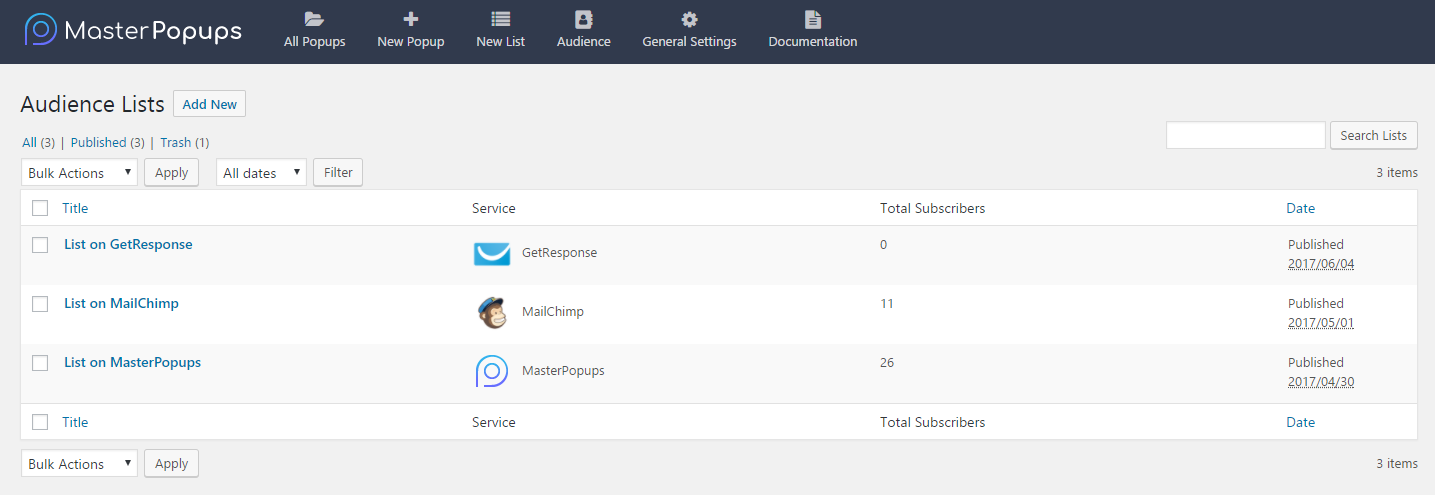 MasterPopups
All Popups New Popup New List Audience General Settings Documentation
Audience Lists Add New
All (3) | Published (3) | Trash (1)
Search Lists
Bulk Actions Apply All dates Filter 3 items
Title Service Total Subscribers Date
List on GetResponse GetResponse 0 Published
2017/06/04
List on MailChimp MailChimp 11 Published
2017/05/01
List on MasterPopups MasterPopups 26 Published
2017/04/30
Title Service Total Subscribers Date
Bulk Actions Apply 3 items